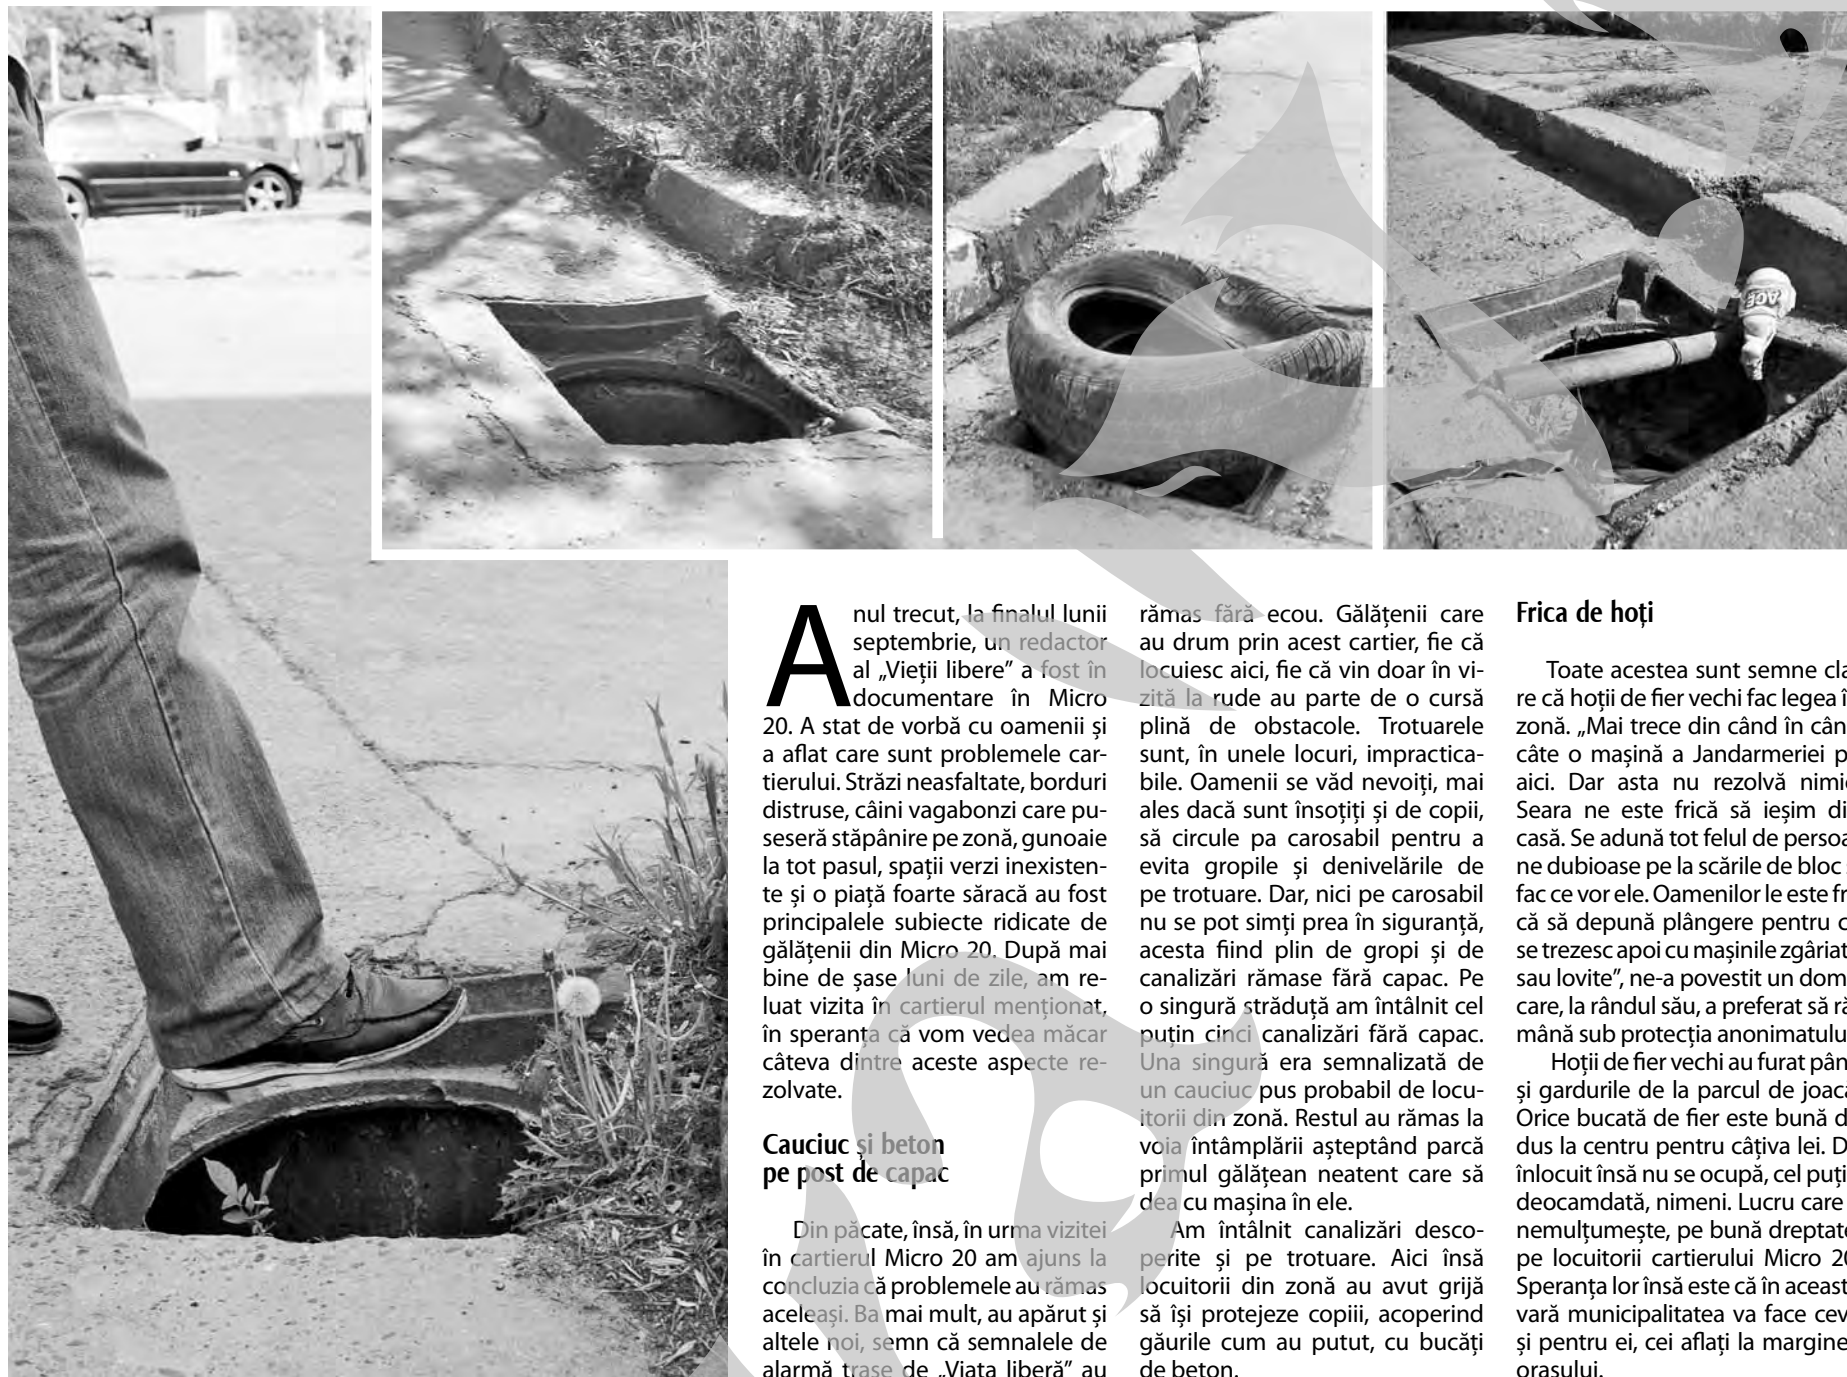 ACE
Anul trecut, la finalul lunii
septembrie, un redactor
al „Vieții libere” a fost în
documentare în Micro
20. A stat de vorbă cu oamenii și
a aflat care sunt problemele car-
tierului. Străzi neasfaltate, borduri
distruse, câini vagabonzi care pu-
seseră stăpânire pe zonă, gunoaie
la tot pasul, spații verzi inexisten-
te și o piață foarte săracă au fost
principalele subiecte ridicate de
gălățenii din Micro 20. După mai
bine de șase luni de zile, am re-
luat vizita în cartierul menționat,
în speranța că vom vedea măcar
câteva dintre aceste aspecte re-
zolvate.
Cauciuc și beton
pe post de capac
Din păcate, însă, în urma vizitei
în cartierul Micro 20 am ajuns la
concluzia că problemele au rămas
aceleași. Ba mai mult, au apărut și
altele noi, semn că semnalele de
alarmă trase de „Viața liberă” au
rămas fără ecou. Gălățenii care
au drum prin acest cartier, fie că
locuiesc aici, fie că vin doar în vi-
zită la rude au parte de o cursă
plină de obstacole. Trotuarele
sunt, în unele locuri, impractica-
bile. Oamenii se văd nevoiți, mai
ales dacă sunt însoțiți și de copii,
să circule pa carosabil pentru a
evita gropile și denivelările de
pe trotuare. Dar, nici pe carosabil
nu se pot simți prea în siguranță,
acesta fiind plin de gropi și de
canalizări rămase fără capac. Pe
o singură străduță am întâlnit cel
puțin cinci canalizări fără capac.
Una singură era semnalizată de
un cauciuc pus probabil de locu-
itorii din zonă. Restul au rămas la
voia întâmplării așteptând parcă
primul gălățean neatent care să
dea cu mașina în ele.
Am întâlnit canalizări desco-
perite și pe trotuare. Aici însă
locuitorii din zonă au avut grijă
să își protejeze copiii, acoperind
găurile cum au putut, cu bucăți
de beton.
Frica de hoți
Toate acestea sunt semne cla
re că hoții de fier vechi fac legea î
zonă. „Mai trece din când în cân
câte o mașină a Jandarmeriei p
aici. Dar asta nu rezolvă nimi
Seara ne este frică să ieșim di
casă. Se adună tot felul de persoa
ne dubioase pe la scările de bloc
fac ce vor ele. Oamenilor le este fr
că să depună plângere pentru c
se trezesc apoi cu mașinile zgâriat
sau lovite”, ne-a povestit un dom
care, la rândul său, a preferat să ră
mână sub protecția anonimatulu
Hoții de fier vechi au furat pân
și gardurile de la parcul de joac
Orice bucată de fier este bună d
dus la centru pentru câțiva lei. D
înlocuit însă nu se ocupă, cel puți
deocamdată, nimeni. Lucru care
nemulțumește, pe bună dreptate
pe locuitorii cartierului Micro 20
Speranța lor însă este că în aceast
vară municipalitatea va face cev
și pentru ei, cei aflați la margine
orașului.